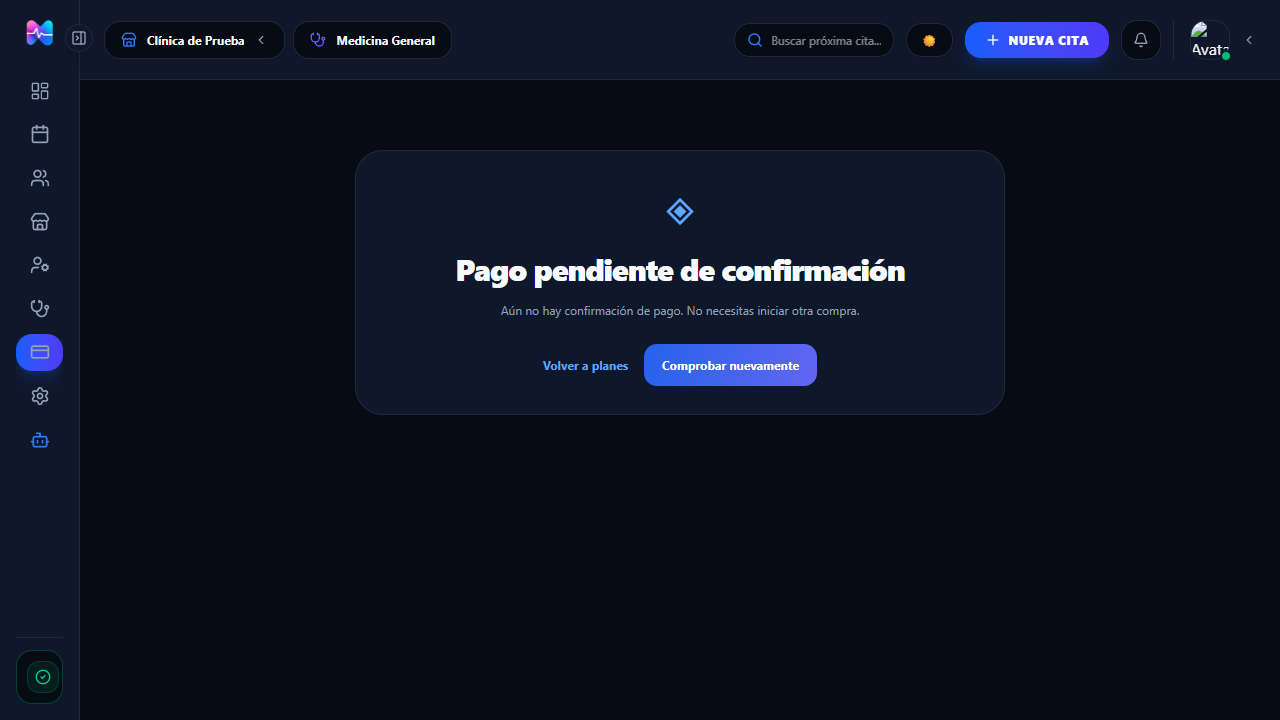 Clínica de Prueba
Medicina General
Buscar próxima cita...
NUEVA CITA
Avata
Pago pendiente de confirmación
Aún no hay confirmación de pago. No necesitas iniciar otra compra.
Volver a planes
Comprobar nuevamente